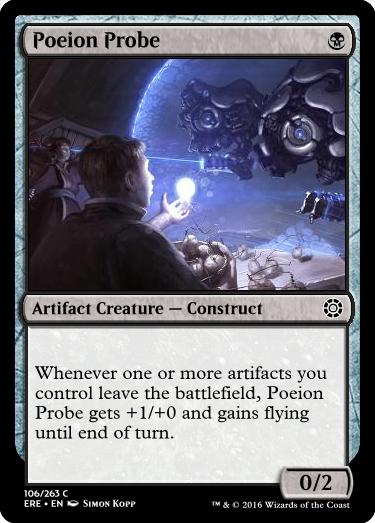 Poeion Probe
Artifact Creature — Construct
Whenever one or more artifacts you
control leave the battlefield, Poeion
Probe gets +1/+0 and gains flying
until end of turn.
0/2
106/263 C
ERE • EN Simon Kopp
™ & © 2016 Wizards of the Coast